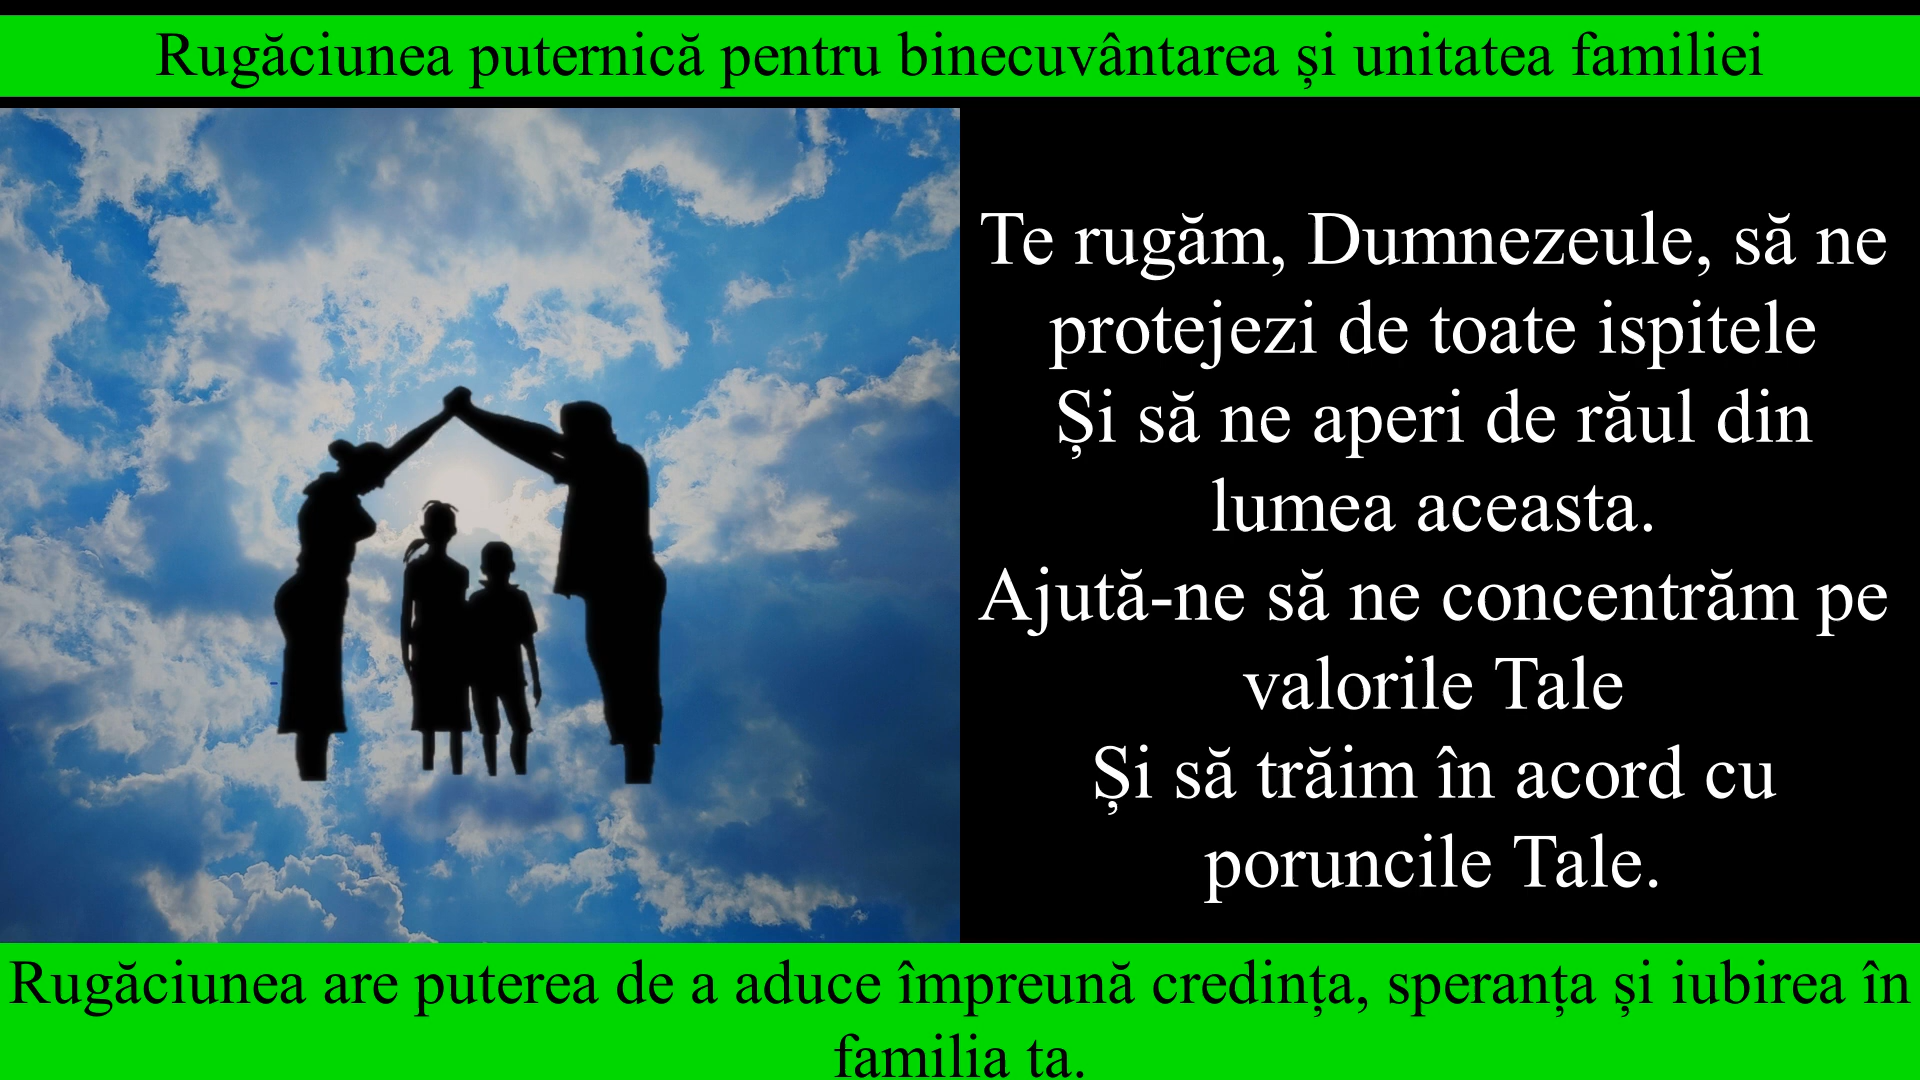 Rugăciunea puternică pentru binecuvântarea și unitatea familiei
Te rugăm, Dumnezeule, să ne
protejezi de toate ispitele
Și să ne aperi de răul din
lumea aceasta.
Ajută-ne să ne concentrăm pe
valorile Tale
Și să trăim în acord cu
poruncile Tale.
Rugăciunea are puterea de a aduce împreună credința, speranța și iubirea în
familia ta.